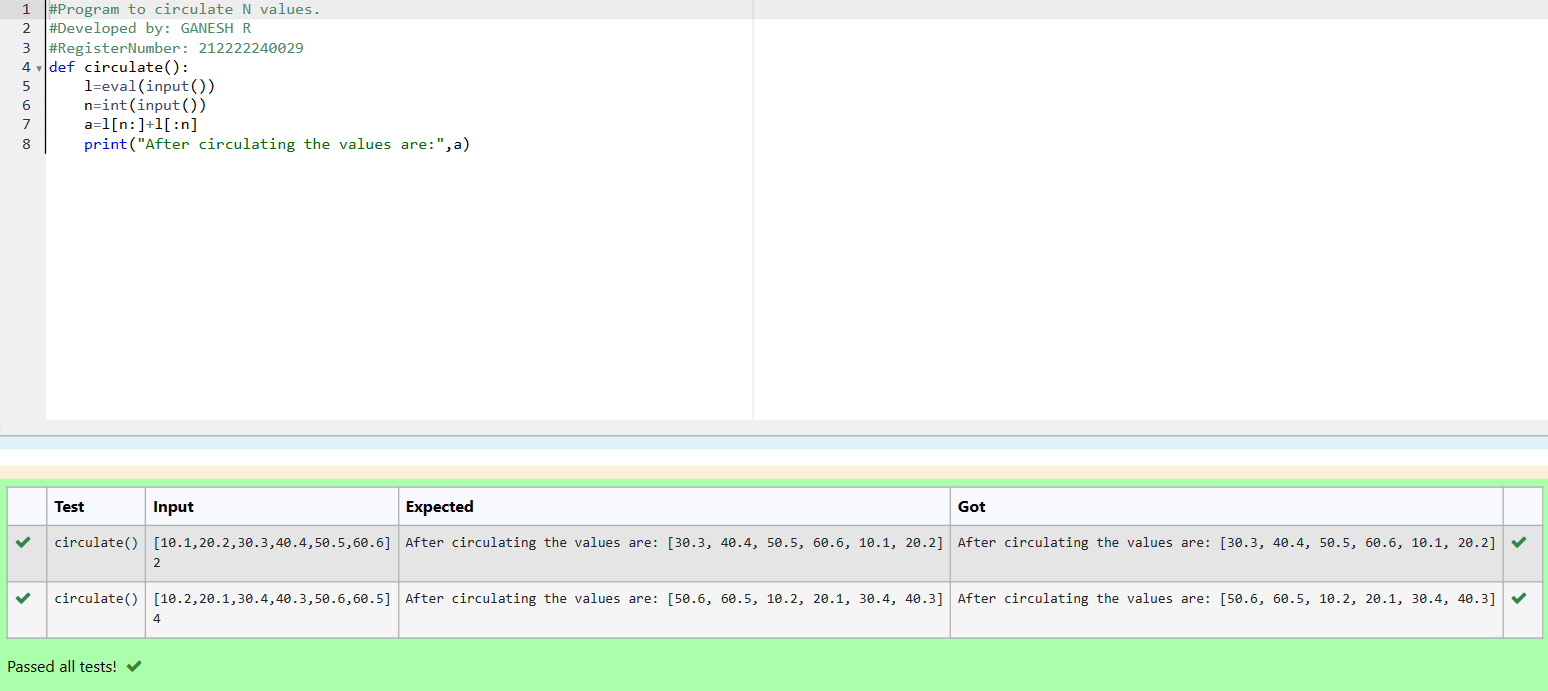 1 #Program to circulate N values.
2 #Developed by: GANESH R
3 #RegisterNumber: 212222240029
4 def circulate():
5     l=eval(input())
6     n=int(input())
7     a=l[n:]+l[:n]
8     print("After circulating the values are:",a)
Test Input Expected Got
circulate() [10.1,20.2,30.3,40.4,50.5,60.6] After circulating the values are: [30.3, 40.4, 50.5, 60.6, 10.1, 20.2] After circulating the values are: [30.3, 40.4, 50.5, 60.6, 10.1, 20.2]
2
circulate() [10.2,20.1,30.4,40.3,50.6,60.5] After circulating the values are: [50.6, 60.5, 10.2, 20.1, 30.4, 40.3] After circulating the values are: [50.6, 60.5, 10.2, 20.1, 30.4, 40.3]
4
Passed all tests!